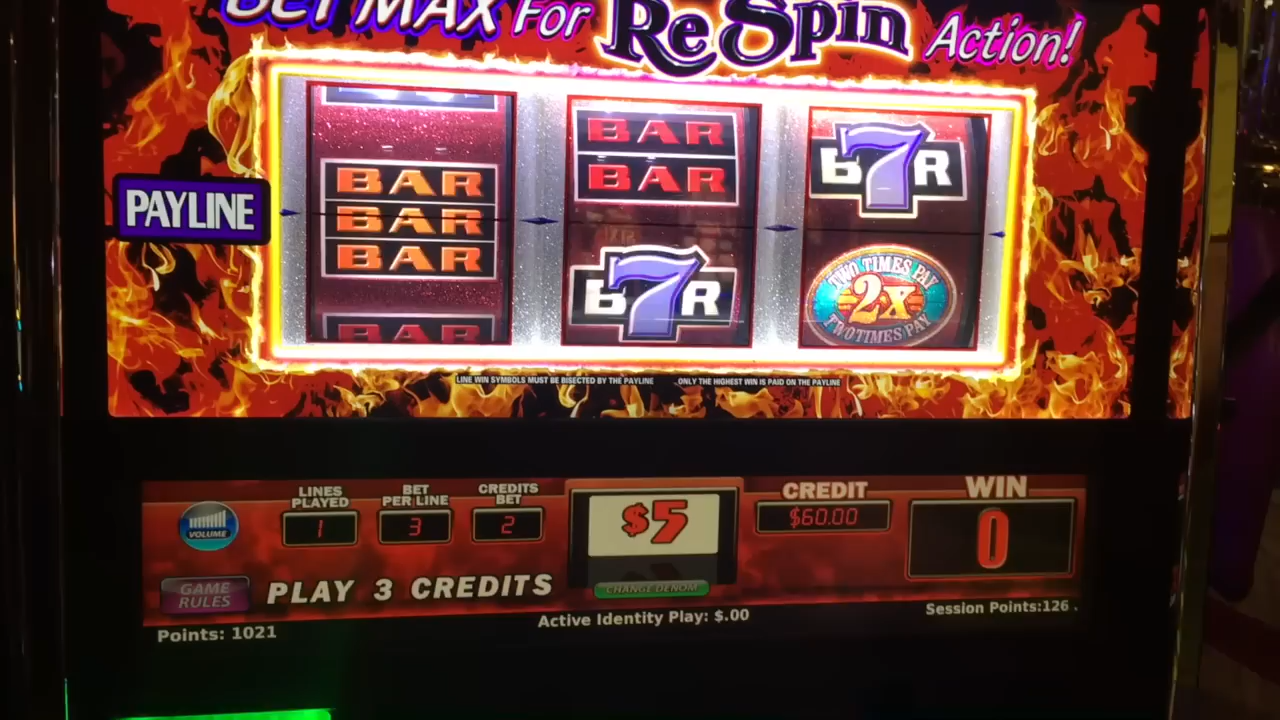 BET MAX For ReSpin Action!
PAYLINE
BAR
BAR
BAR
BAR
BAR
BAR
B7R
B7R
TWO TIMES PAY
2X
TWO TIMES PAY
LINE WIN SYMBOLS MUST BE BISECTED BY THE PAYLINE
ONLY THE HIGHEST WIN IS PAID ON THE PAYLINE
VOLUME
LINES PLAYED
1
BET PER LINE
3
CREDITS BET
2
$5
CHANGE DENOM
CREDIT
$60.00
WIN
0
GAME RULES
PLAY 3 CREDITS
Points: 1021
Active Identity Play: $.00
Session Points:126